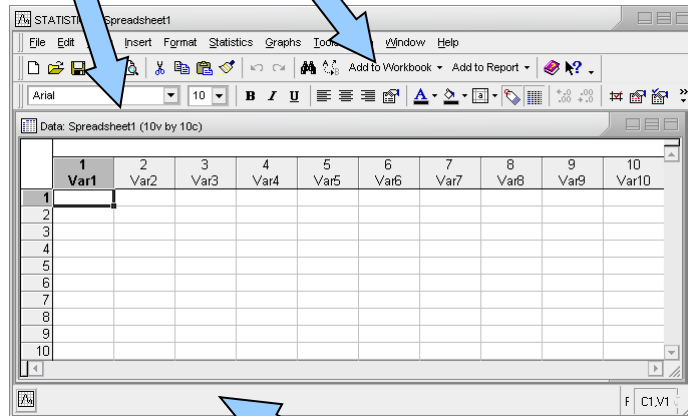 STATISTI Spreadsheet1
File Edit Insert Format Statistics Graphs Tools Window Help
Add to Workbook Add to Report
Arial 10 B I U A a
Data: Spreadsheet1 (10v by 10c)
1 2 3 4 5 6 7 8 9 10
Var1 Var2 Var3 Var4 Var5 Var6 Var7 Var8 Var9 Var10
1
2
3
4
5
6
7
8
9
10
F C1,V1